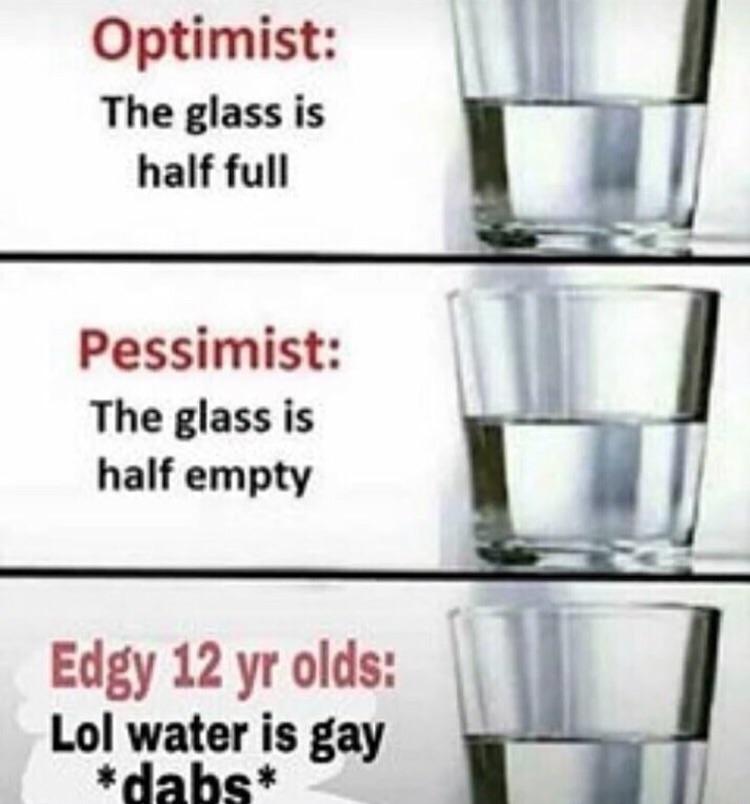 Optimist:
The glass is
half full
Pessimist:
The glass is
half empty
Edgy 12 yr olds:
Lol water is gay
*dabs*